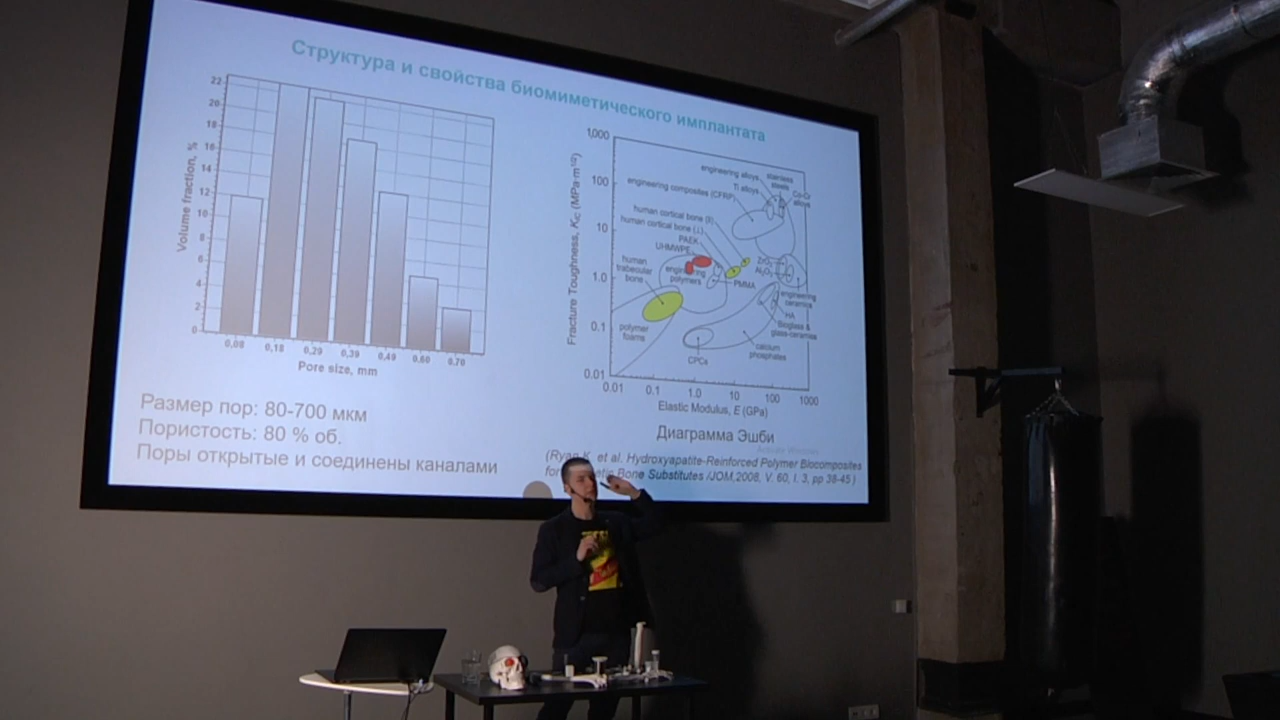 Структура и свойства биомиметического имплантата
Volume fraction, %
22
20
18
16
14
12
10
8
6
4
2
0
0,08 0,18 0,29 0,39 0,49 0,60 0,70
Pore size, mm
Размер пор: 80-700 мкм
Пористость: 80 % об.
Поры открытые и соединены каналами
Fracture Toughness, Kc (MPa·m1/2)
1,000
100
10
1.0
0.1
0.01
engineering alloys
stainless
steels
Ti alloys
Co-Cr
alloys
engineering composites (CFRP)
human cortical bone (II)
human cortical bone (⊥)
PAEK
UHMWPE
human
trabecular
bone
engineering
polymers
PMMA
ZrO2
Al2O3
engineering
ceramics
HA
Bioglass &
glass-ceramics
calcium
phosphates
polymer
foams
CPCs
0.01 0.1 1.0 10 100 1000
Elastic Modulus, E (GPa)
Диаграмма Эшби
Activate Windows
(Ryan K. et al. Hydroxyapatite-Reinforced Polymer Biocomposites
for Bone Substitutes /JOM,2008, V. 60, I. 3, pp 38-45 )